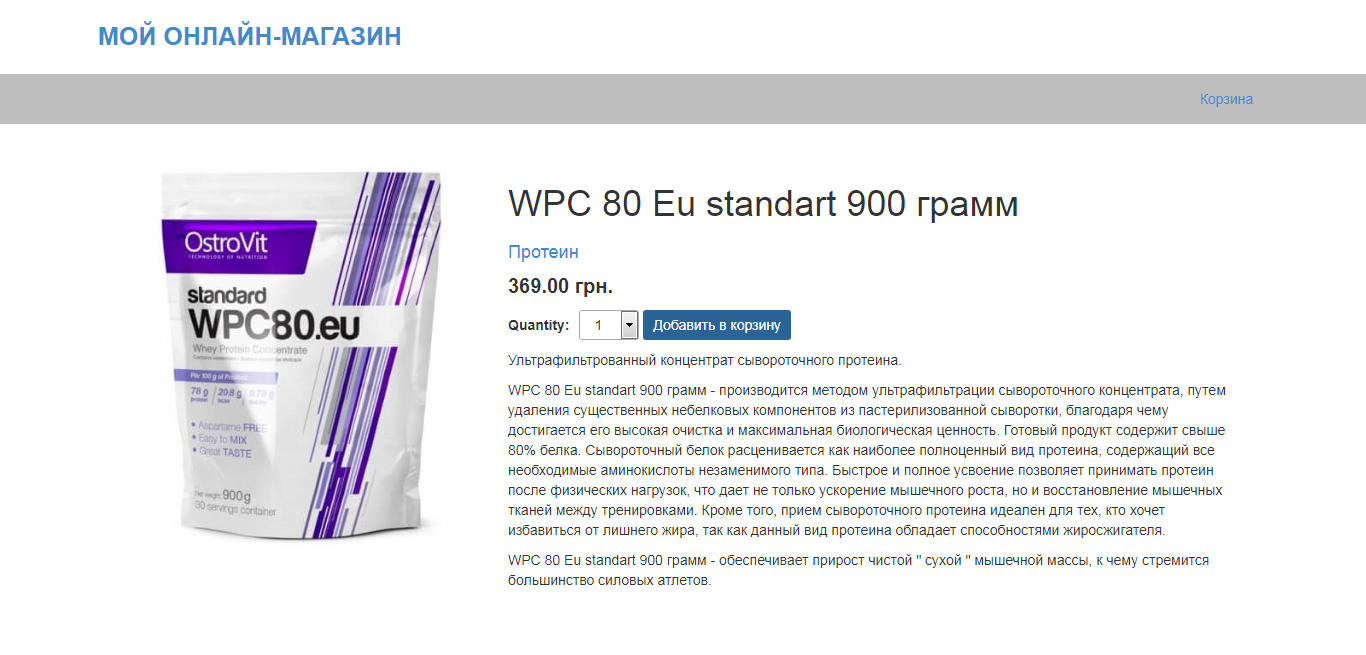 МОЙ ОНЛАЙН-МАГАЗИН
Корзина
OstroVit
TECHNOLOGY OF NUTRITION
standard
WPC80.eu
Whey Protein Concentrate
Per 100 g of Product
78 g
20,8 g
protein
• Aspartame FREE
• Easy to MIX
• Great TASTE
Net weight 900g
30 servings container
WPC 80 Eu standart 900 грамм
Протеин
369.00 грн.
Quantity: 1 Добавить в корзину
Ультрафильтрованный концентрат сывороточного протеина.
WPC 80 Eu standart 900 грамм - производится методом ультрафильтрации сывороточного концентрата, путем
удаления существенных небелковых компонентов из пастерилизованной сыворотки, благодаря чему
достигается его высокая очистка и максимальная биологическая ценность. Готовый продукт содержит свыше
80% белка. Сывороточный белок расценивается как наиболее полноценный вид протеина, содержащий все
необходимые аминокислоты незаменимого типа. Быстрое и полное усвоение позволяет принимать протеин
после физических нагрузок, что дает не только ускорение мышечного роста, но и восстановление мышечных
тканей между тренировками. Кроме того, прием сывороточного протеина идеален для тех, кто хочет
избавиться от лишнего жира, так как данный вид протеина обладает способностями жиросжигателя.
WPC 80 Eu standart 900 грамм - обеспечивает прирост чистой " сухой " мышечной массы, к чему стремится
большинство силовых атлетов.